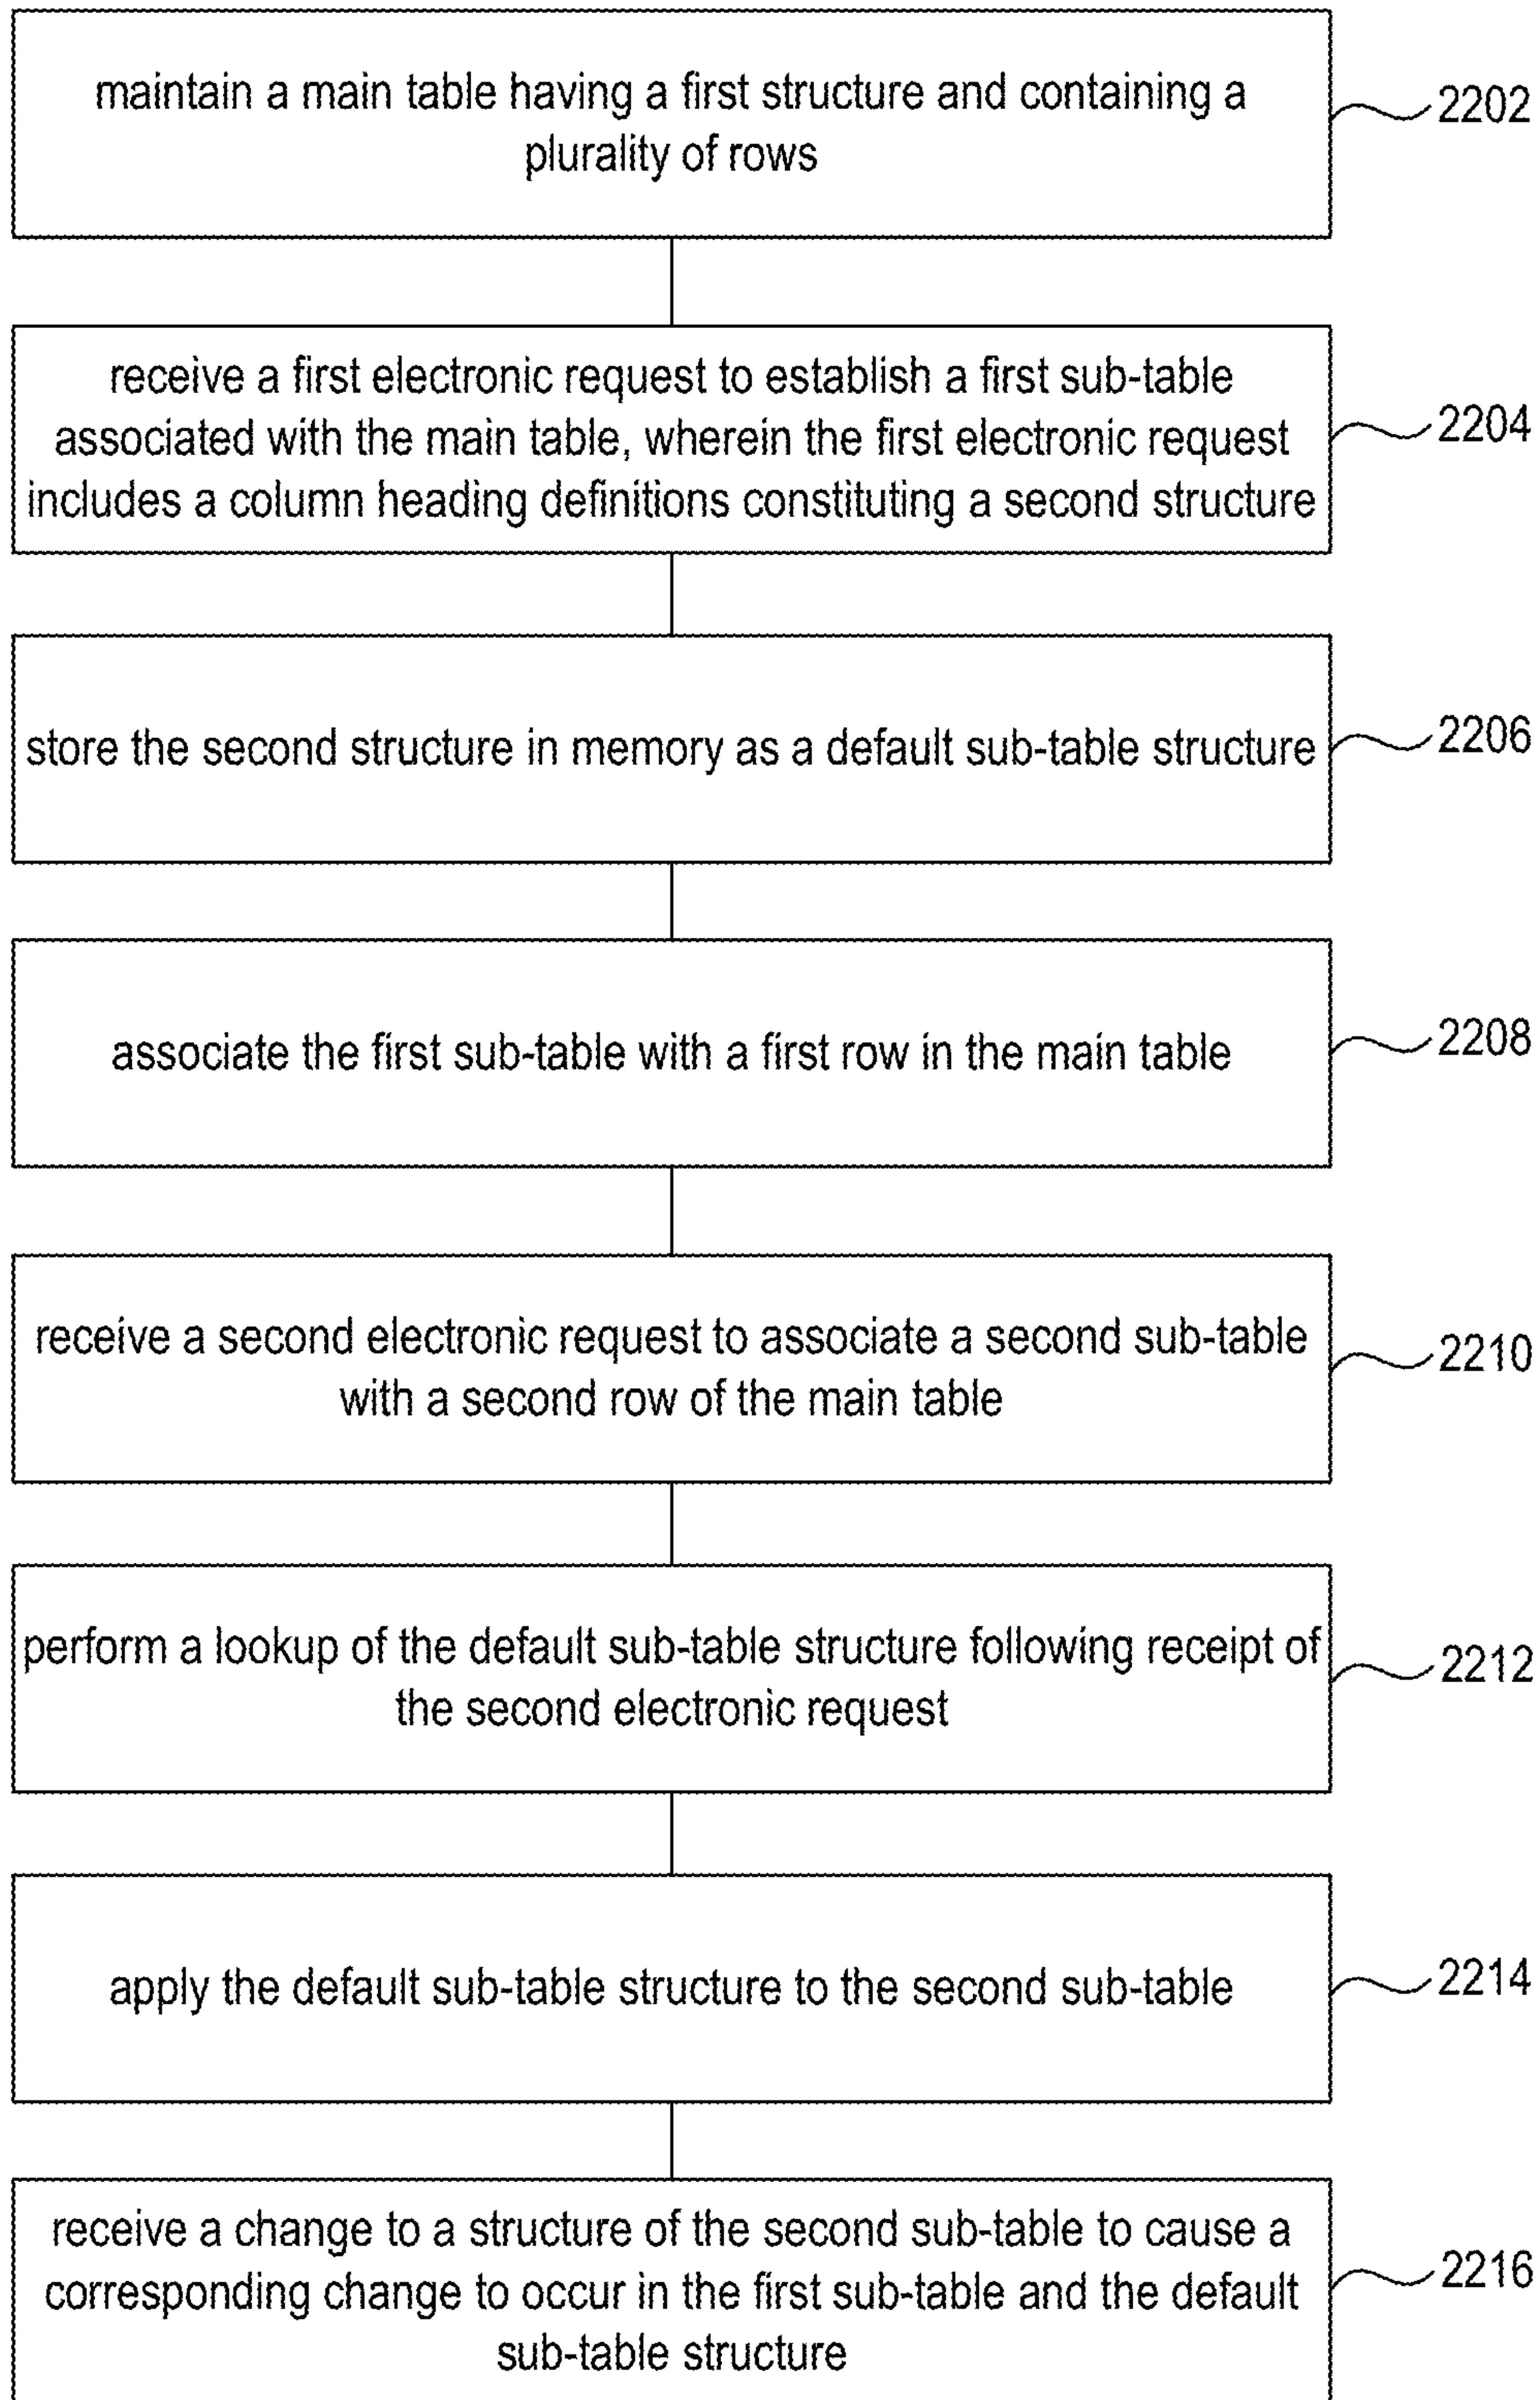 maintain a main table having a first structure and containing a
plurality of rows
2202
receive a first electronic request to establish a first sub-table
associated with the main table, wherein the first electronic request
includes a column heading definitions constituting a second structure
2204
store the second structure in memory as a default sub-table structure
2206
associate the first sub-table with a first row in the main table
2208
receive a second electronic request to associate a second sub-table
with a second row of the main table
2210
perform a lookup of the default sub-table structure following receipt of
the second electronic request
2212
apply the default sub-table structure to the second sub-table
2214
receive a change to a structure of the second sub-table to cause a
corresponding change to occur in the first sub-table and the default
sub-table structure
2216